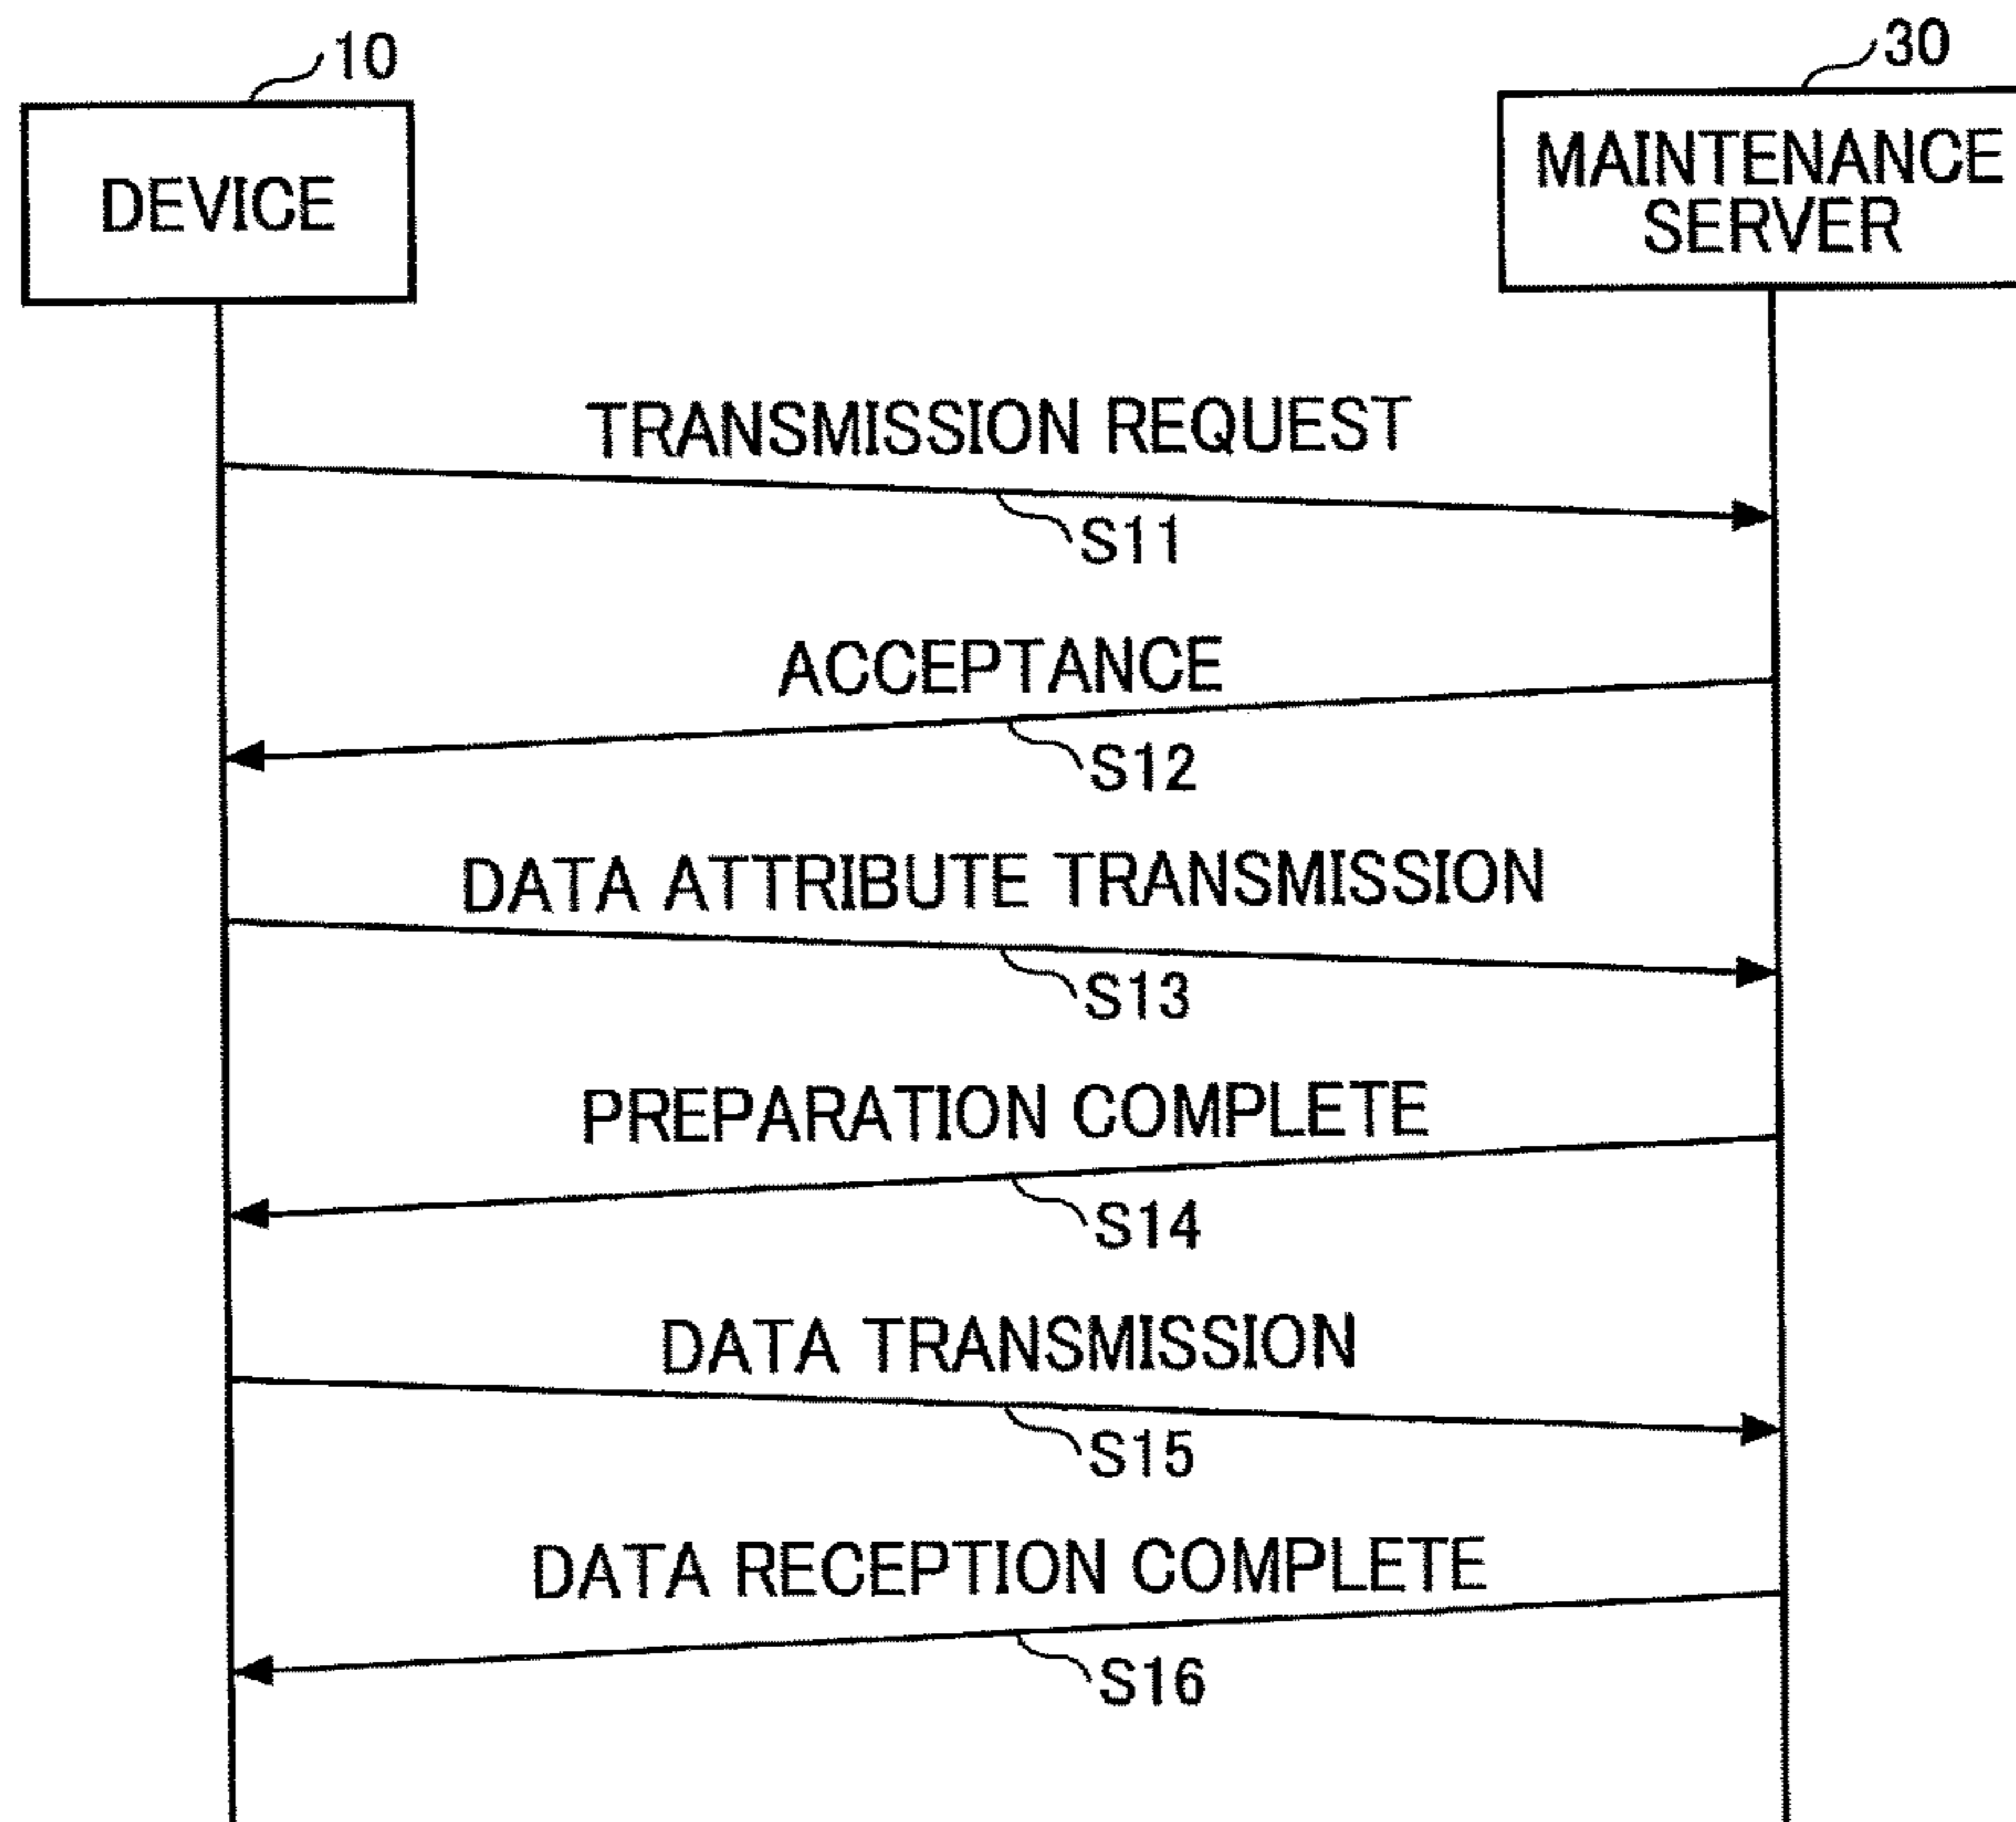 10
30
DEVICE
MAINTENANCE
SERVER
TRANSMISSION REQUEST
S11
ACCEPTANCE
S12
DATA ATTRIBUTE TRANSMISSION
S13
PREPARATION COMPLETE
S14
DATA TRANSMISSION
S15
DATA RECEPTION COMPLETE
S16